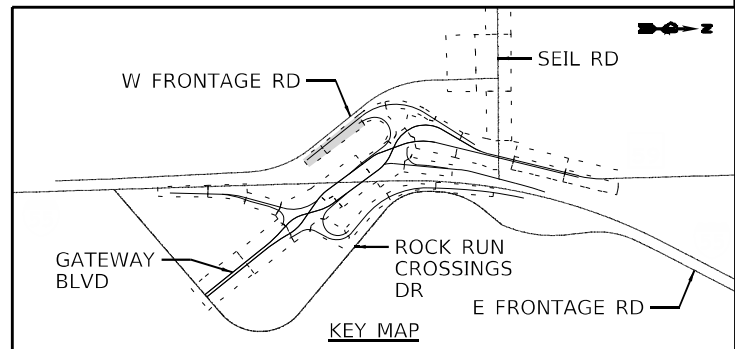 Z
SEIL RD
W FRONTAGE RD
GATEWAY
BLVD
ROCK RUN
CROSSINGS
DR
E FRONTAGE RD
KEY MAP